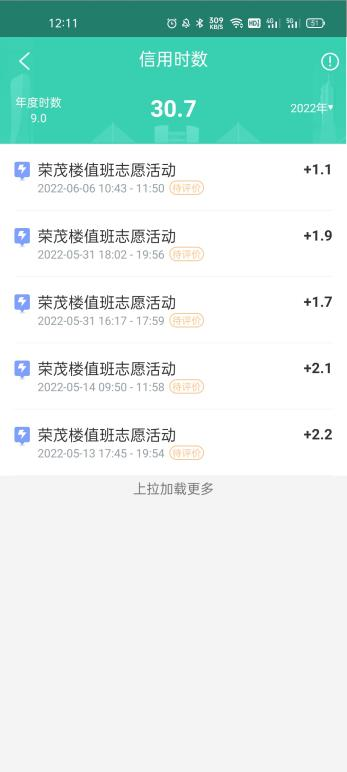 12:11
309
KB/S
HD
4G
5G
51
信用时数
年度时数
9.0
30.7
2022年
荣茂楼值班志愿活动
+1.1
2022-06-06 10:43 - 11:50 待评价
荣茂楼值班志愿活动
+1.9
2022-05-31 18:02 - 19:56 待评价
荣茂楼值班志愿活动
+1.7
2022-05-31 16:17 - 17:59 待评价
荣茂楼值班志愿活动
+2.1
2022-05-14 09:50 - 11:58 待评价
荣茂楼值班志愿活动
+2.2
2022-05-13 17:45 - 19:54 待评价
上拉加载更多